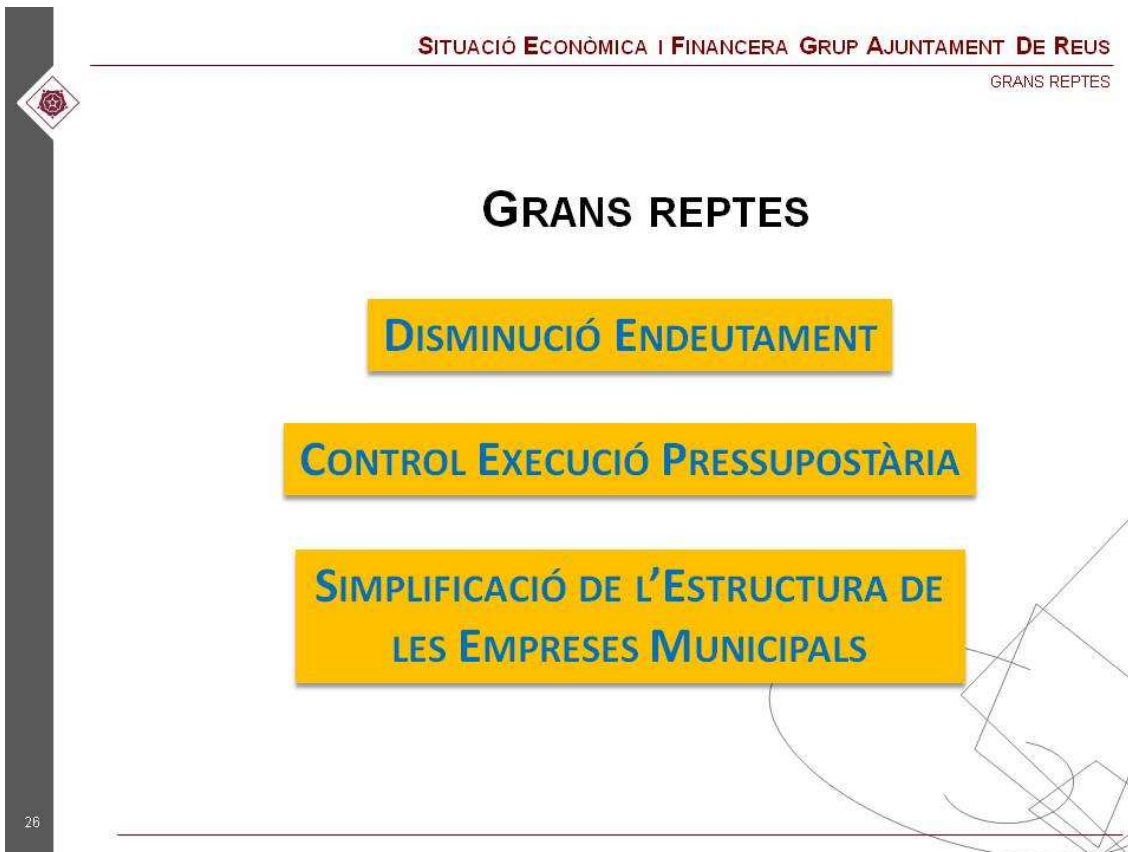 Situació Econòmica i Financera Grup Ajuntament De Reus
GRANS REPTES
Grans reptes
Disminució Endeutament
Control Execució Pressupostària
Simplificació de l'Estructura de
les Empreses Municipals
26